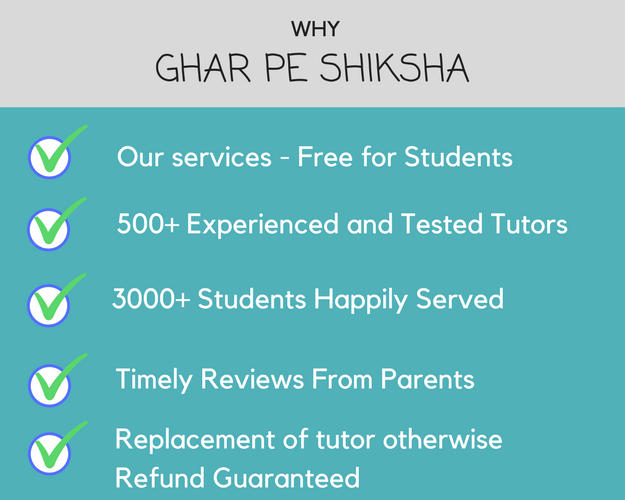 WHY
GHAR PE SHIKSHA
Our services - Free for Students
500+ Experienced and Tested Tutors
3000+ Students Happily Served
Timely Reviews From Parents
Replacement of tutor otherwise
Refund Guaranteed